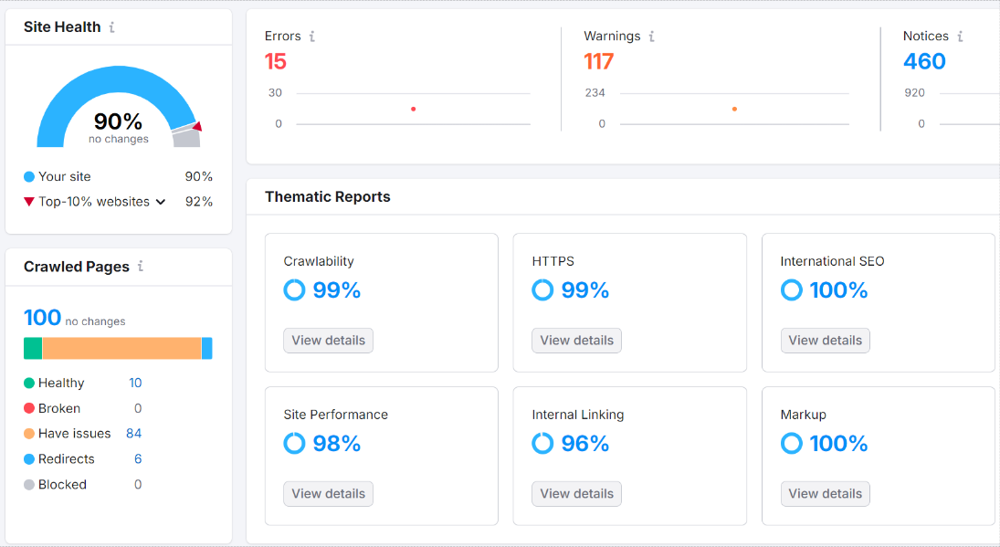 Site Health
90%
no changes
Your site 90%
Top-10% websites 92%
Crawled Pages
100 no changes
Healthy 10
Broken 0
Have issues 84
Redirects 6
Blocked 0
Errors
15
30
0
Warnings
117
234
0
Notices
460
920
0
Thematic Reports
Crawlability
99%
View details
HTTPS
99%
View details
International SEO
100%
View details
Site Performance
98%
View details
Internal Linking
96%
View details
Markup
100%
View details